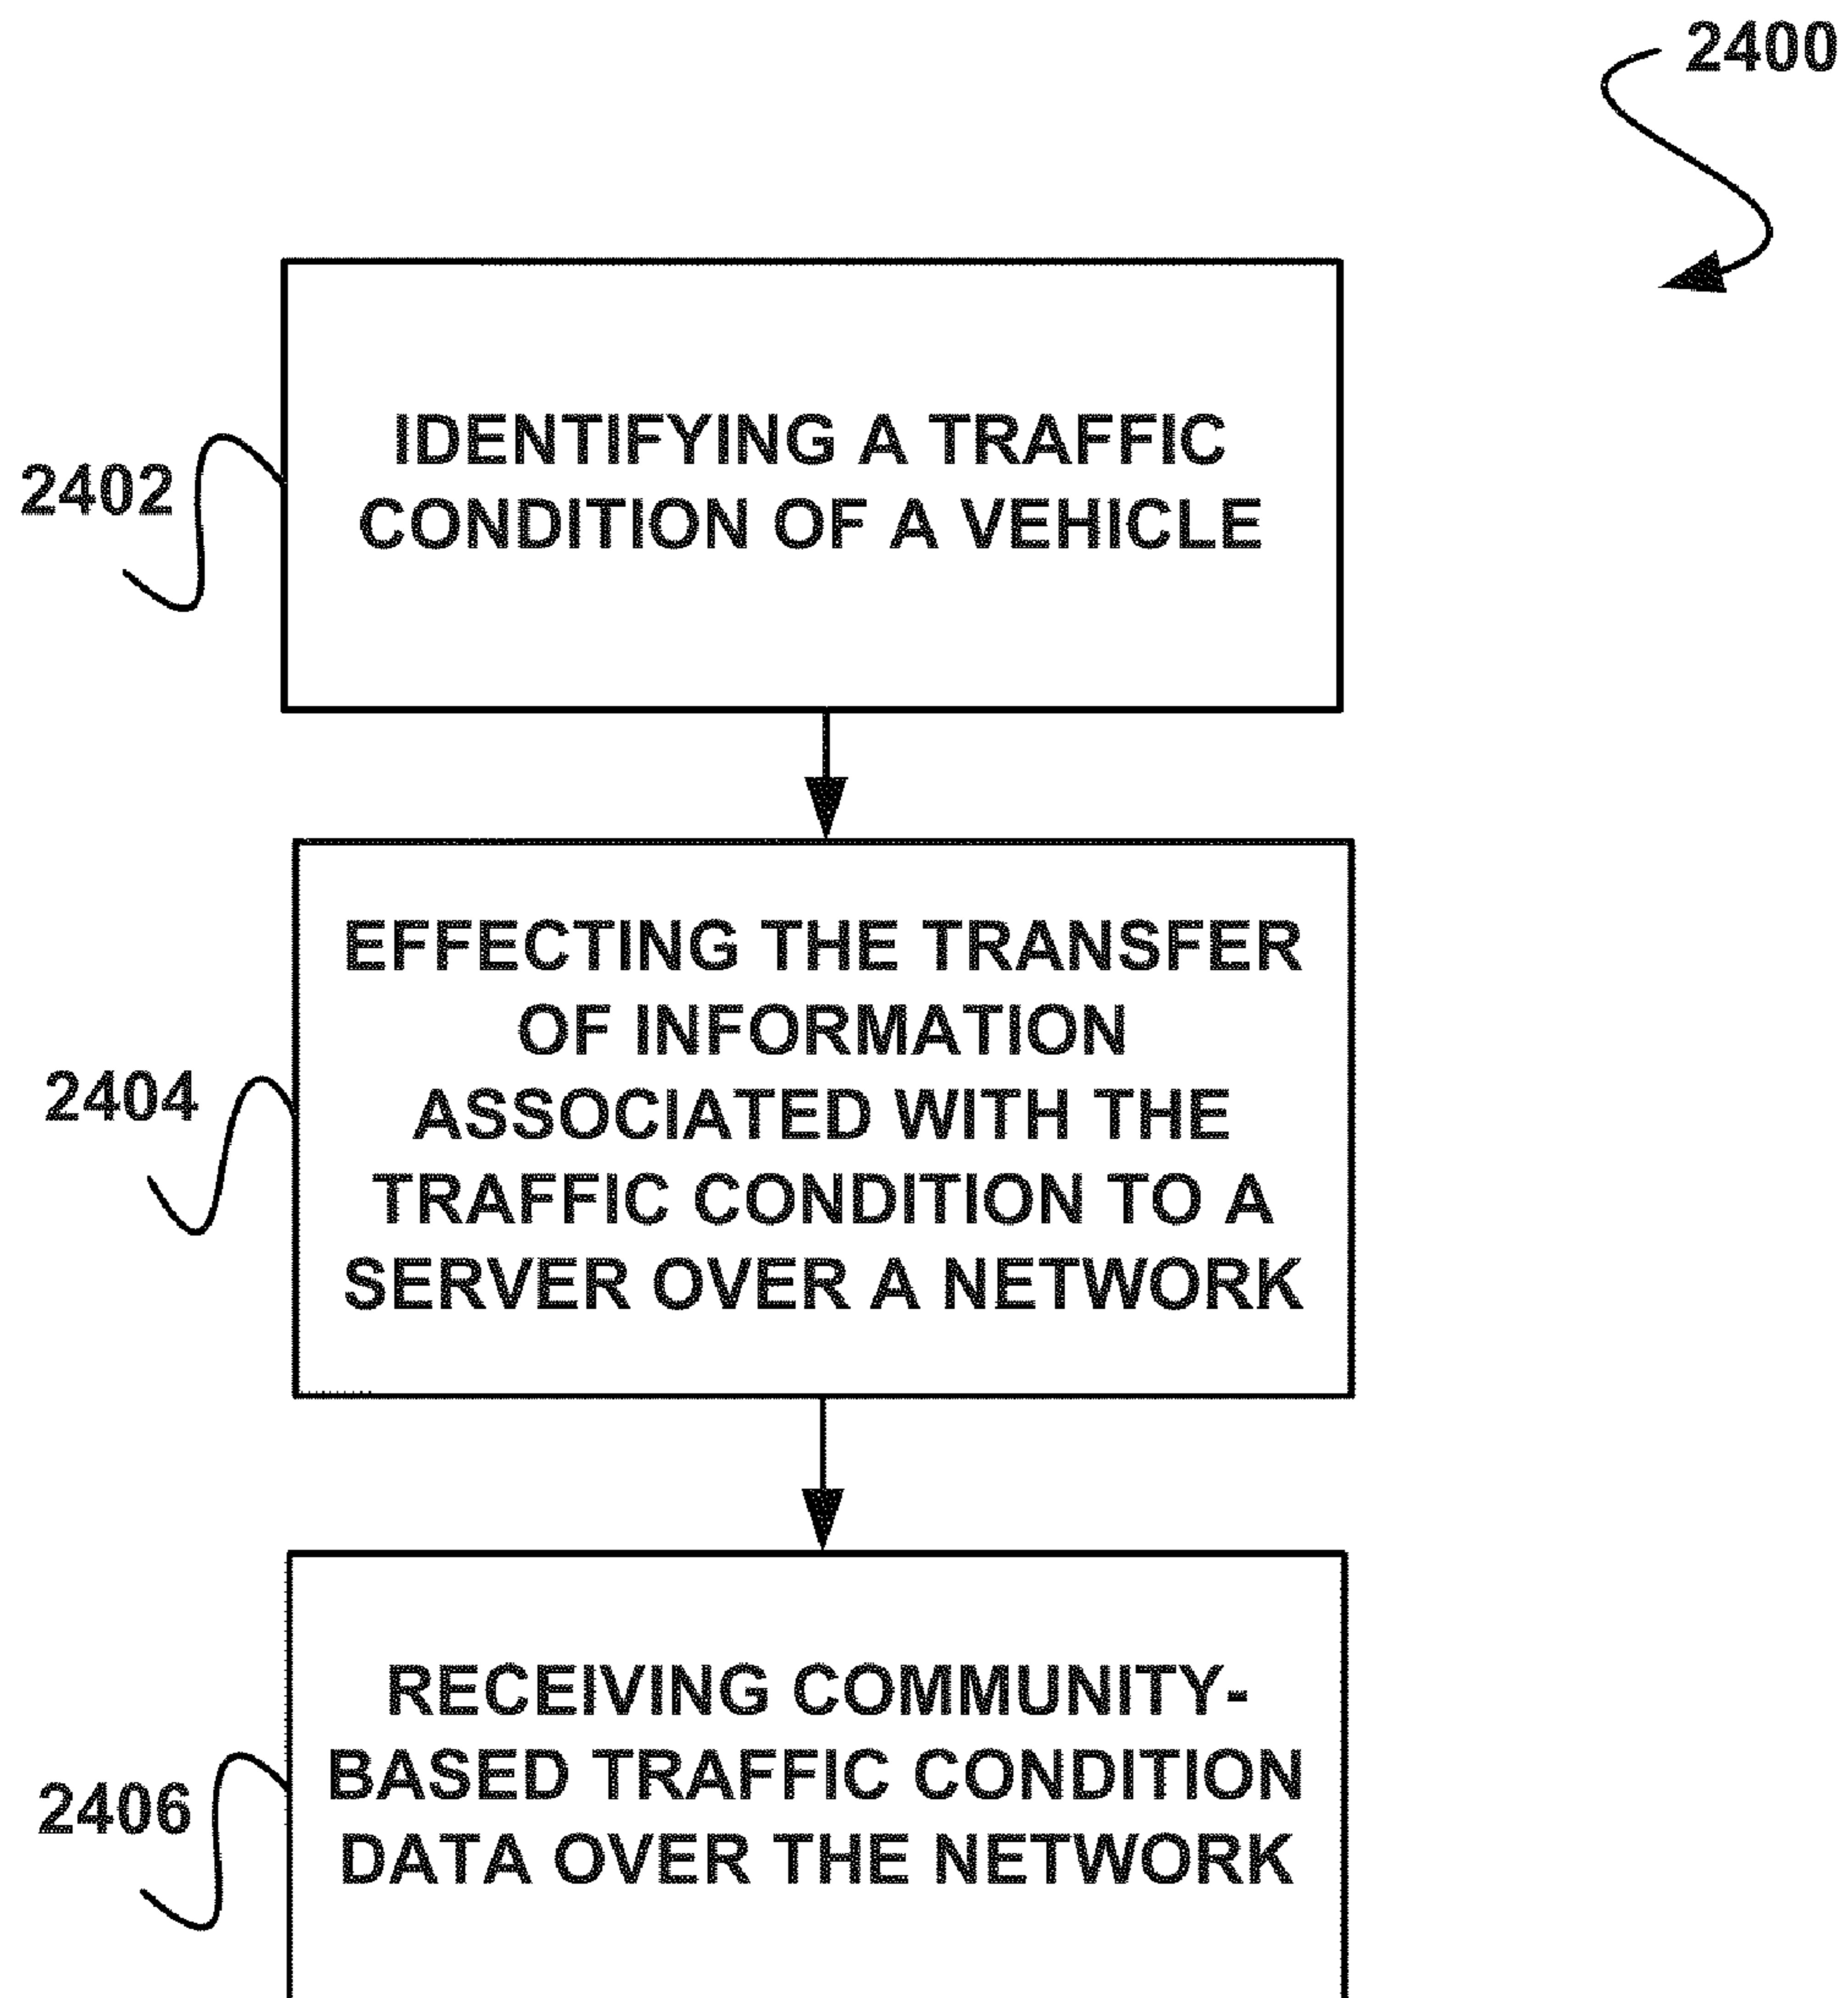 2400
2402
IDENTIFYING A TRAFFIC
CONDITION OF A VEHICLE
2404
EFFECTING THE TRANSFER
OF INFORMATION
ASSOCIATED WITH THE
TRAFFIC CONDITION TO A
SERVER OVER A NETWORK
2406
RECEIVING COMMUNITY-
BASED TRAFFIC CONDITION
DATA OVER THE NETWORK